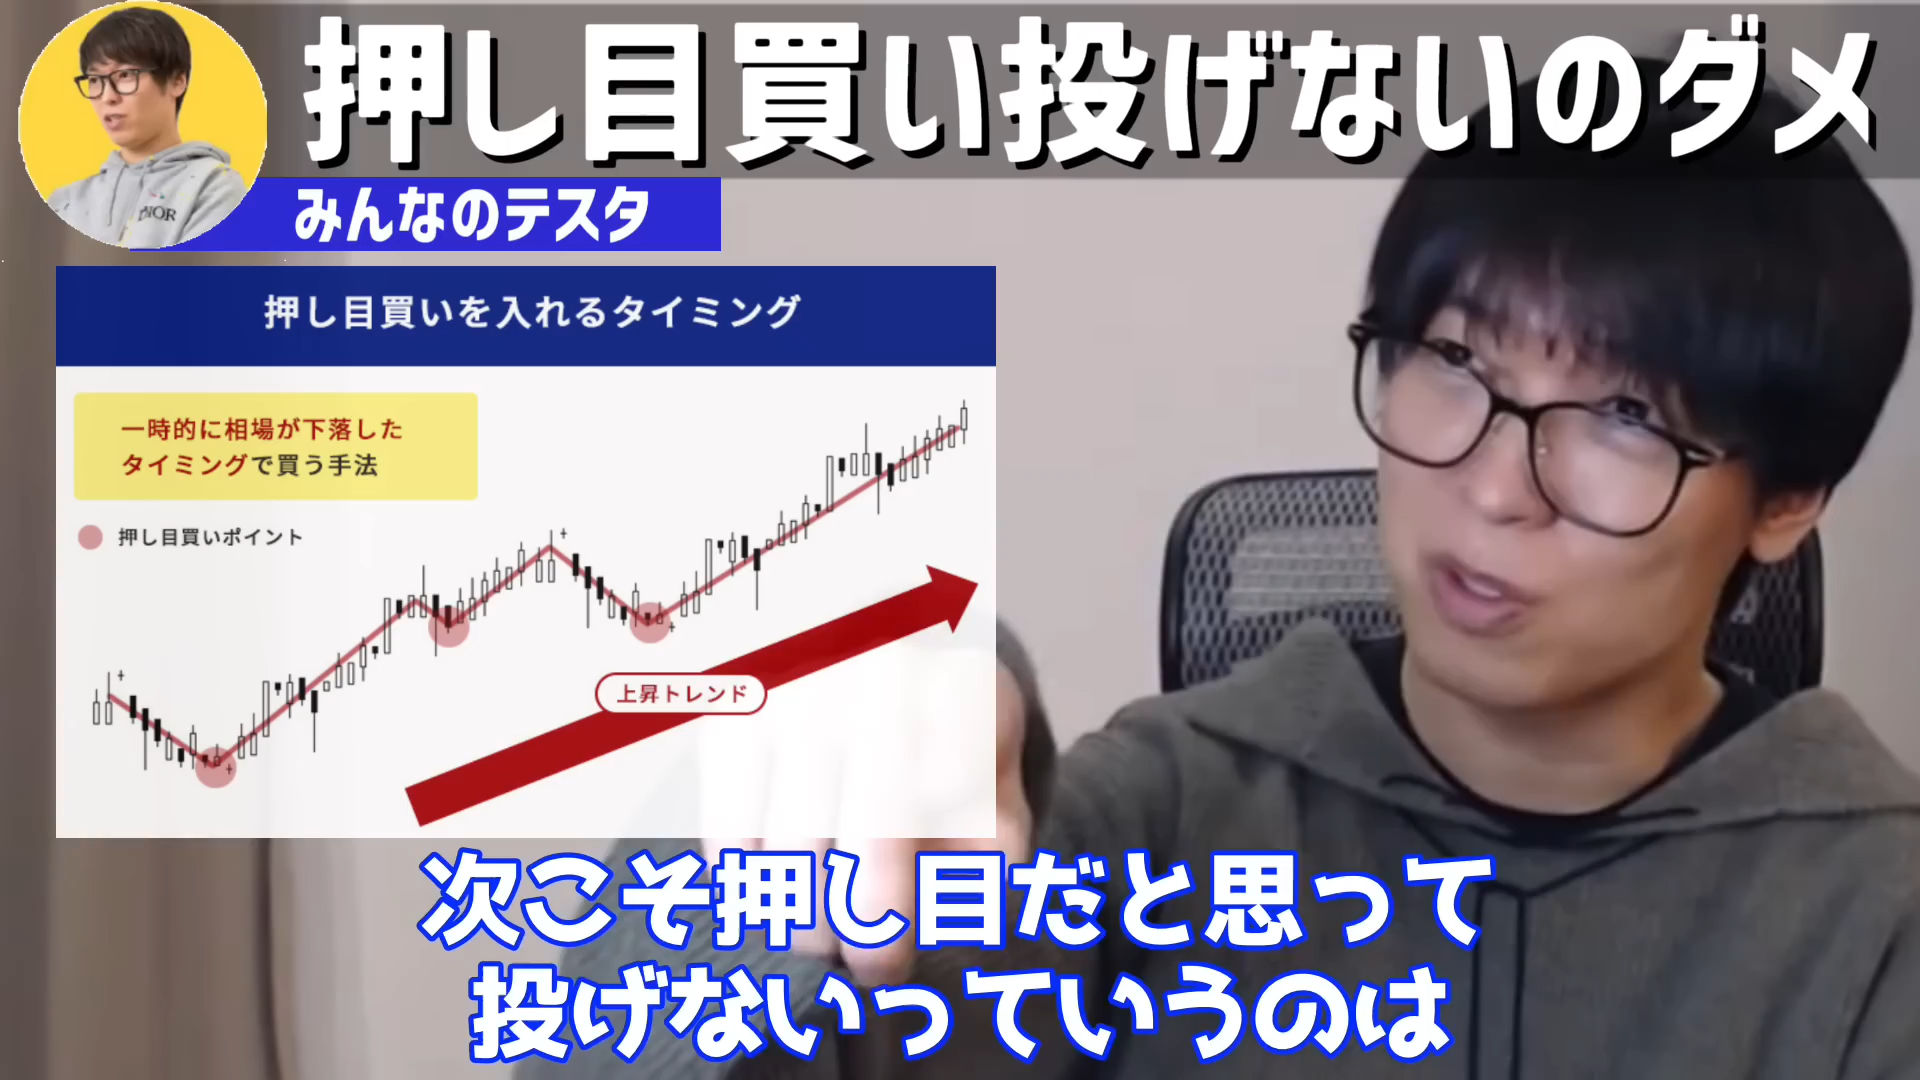 押し目買い投げないのダメ
みんなのテスタ
DIOR
押し目買いを入れるタイミング
一時的に相場が下落した
タイミングで買う手法
押し目買いポイント
上昇トレンド
次こそ押し目だと思って
投げないっていうのは